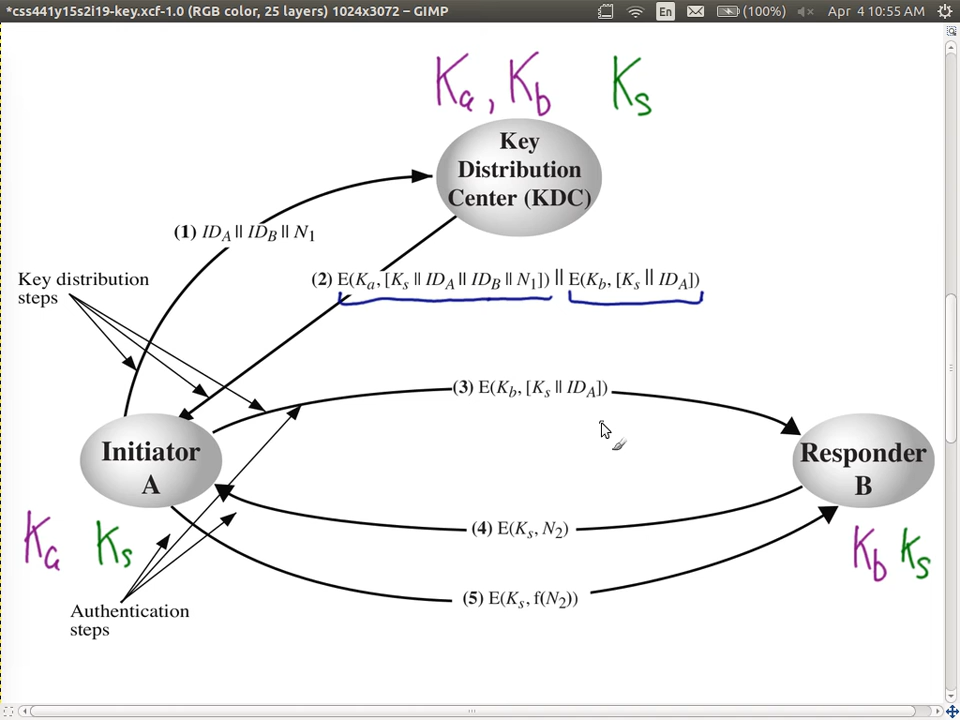 *css441y15s2i19-key.xcf-1.0 (RGB color, 25 layers) 1024x3072 – GIMP
En
(100%)
Apr 4 10:55 AM
Ka, Kb Ks
Key
Distribution
Center (KDC)
(1) IDA || IDB || N1
Key distribution
steps
(2) E(Ka, [Ks || IDA || IDB || N1]) || E(Kb, [Ks || IDA])
(3) E(Kb, [Ks || IDA])
Initiator
A
Responder
B
(4) E(Ks, N2)
Ka Ks
Kb Ks
(5) E(Ks, f(N2))
Authentication
steps